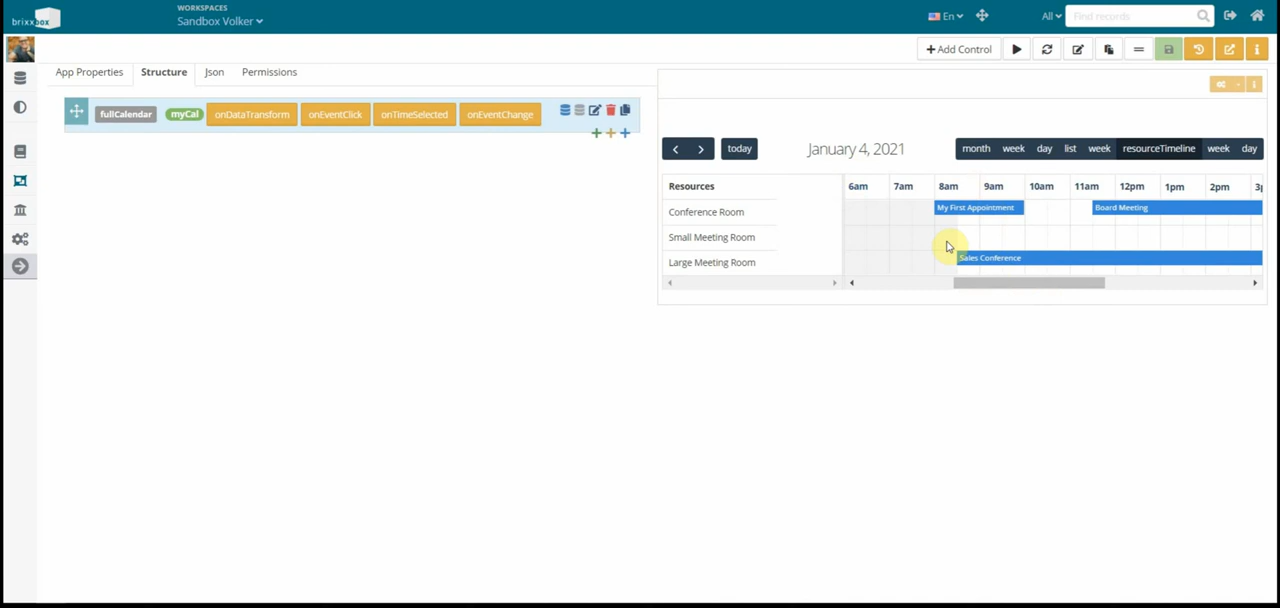 brixxbox
WORKSPACES
Sandbox Volker
En
All
Find records
Add Control
App Properties
Structure
Json
Permissions
fullCalendar
myCal
onDataTransform
onEventClick
onTimeSelected
onEventChange
today
January 4, 2021
month week day list week resourceTimeline week day
Resources
6am 7am 8am 9am 10am 11am 12pm 1pm 2pm
Conference Room
My First Appointment
Board Meeting
Small Meeting Room
Large Meeting Room
Sales Conference